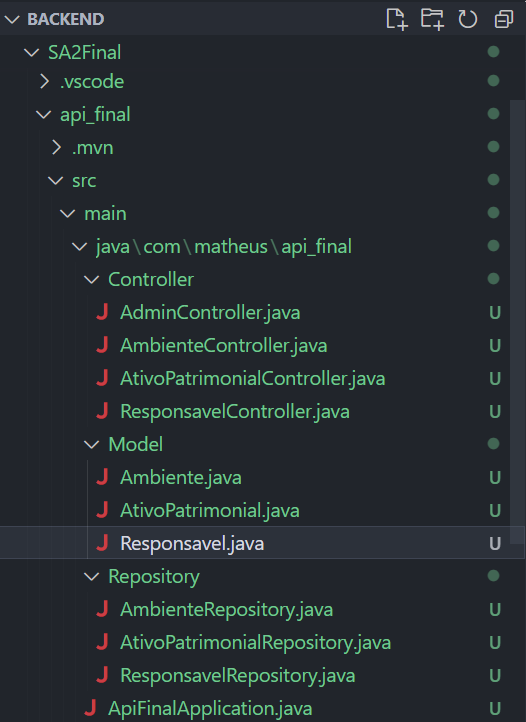 BACKEND
SA2Final
.vscode
api_final
.mvn
src
main
java\com\matheus\api_final
Controller
J AdminController.java U
J AmbienteController.java U
J AtivoPatrimonialController.java U
J ResponsavelController.java U
Model
J Ambiente.java U
J AtivoPatrimonial.java U
J Responsavel.java U
Repository
J AmbienteRepository.java U
J AtivoPatrimonialRepository.java U
J ResponsavelRepository.java U
J ApiFinalApplication.java U